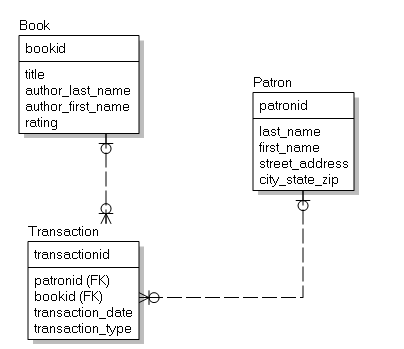 Book
bookid
title
author_last_name
author_first_name
rating
Patron
patronid
last_name
first_name
street_address
city_state_zip
Transaction
transactionid
patronid (FK)
bookid (FK)
transaction_date
transaction_type